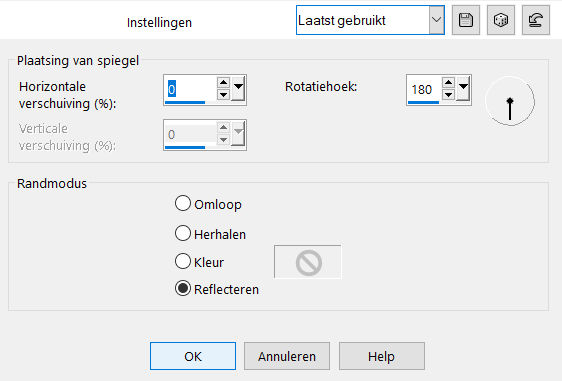 Instellingen
Laatst gebruikt
Plaatsing van spiegel
Horizontale
verschuiving (%):
0
Rotatiehoek:
180
Verticale
verschuiving (%):
0
Randmodus
Omloop
Herhalen
Kleur
Reflecteren
OK
Annuleren
Help